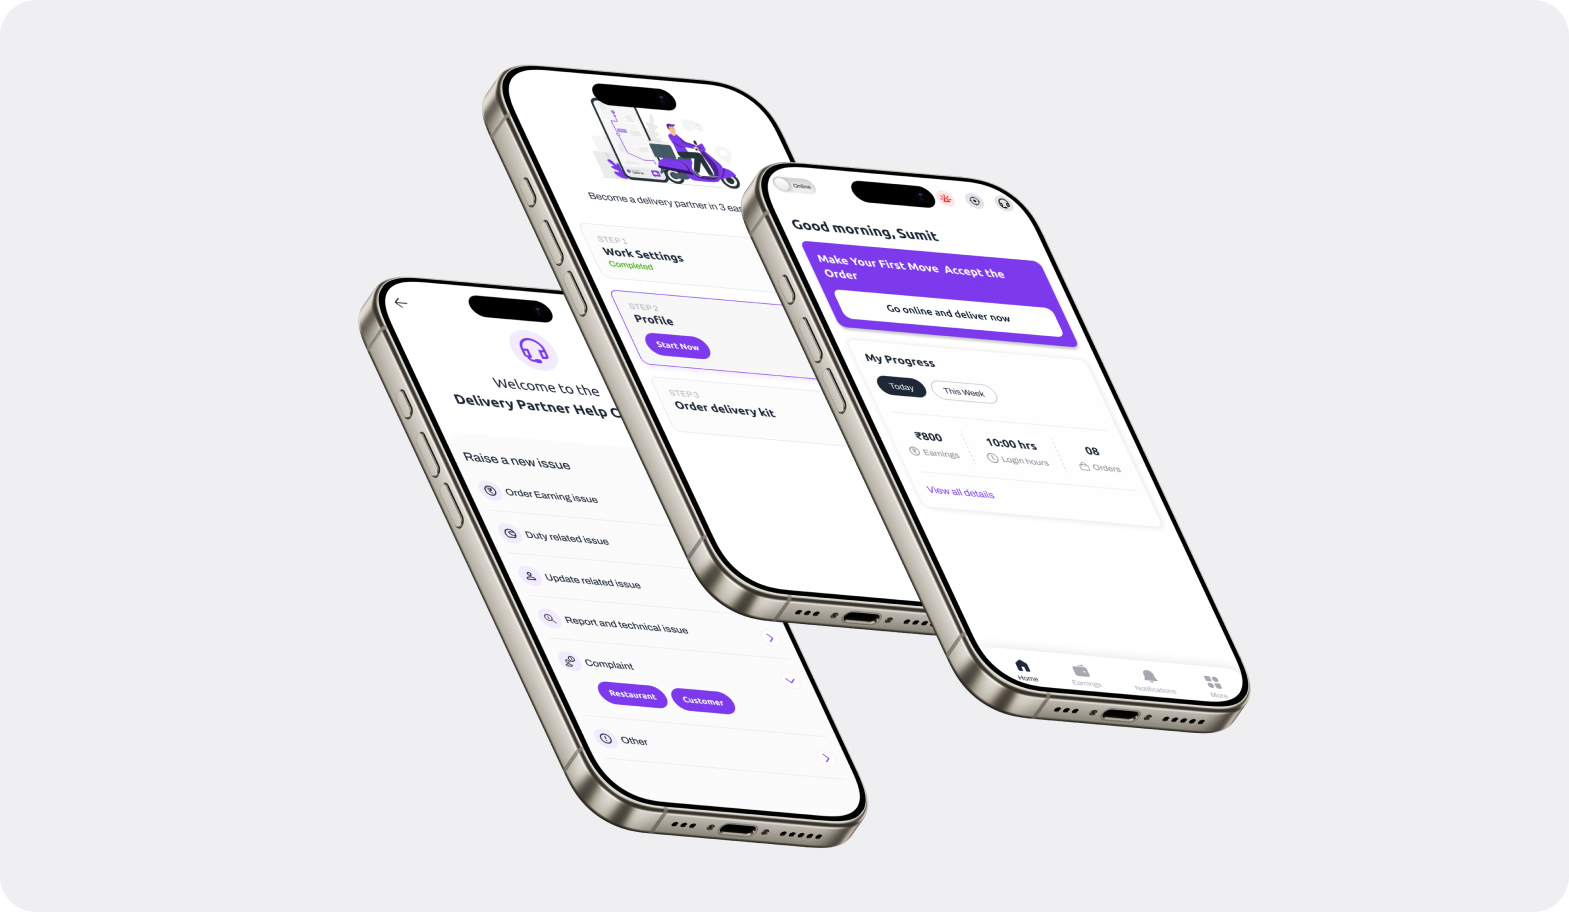 Become a delivery partner in 3
STEP 1
Work Settings
Completed
STEP 2
Profile
Start Now
STEP 3
Order delivery kit
Online
Good morning, Sumit
Make Your First Move Accept the
Order
Go online and deliver now
My Progress
Today
This Week
₹800
Earnings
10:00 hrs
Login hours
08
Orders
View all details
Home
Earnings
Notifications
More
Welcome to the
Delivery Partner Help
Raise a new issue
Order Earning issue
Duty related issue
Update related issue
Report and technical issue
Complaint
Restaurant
Customer
Other